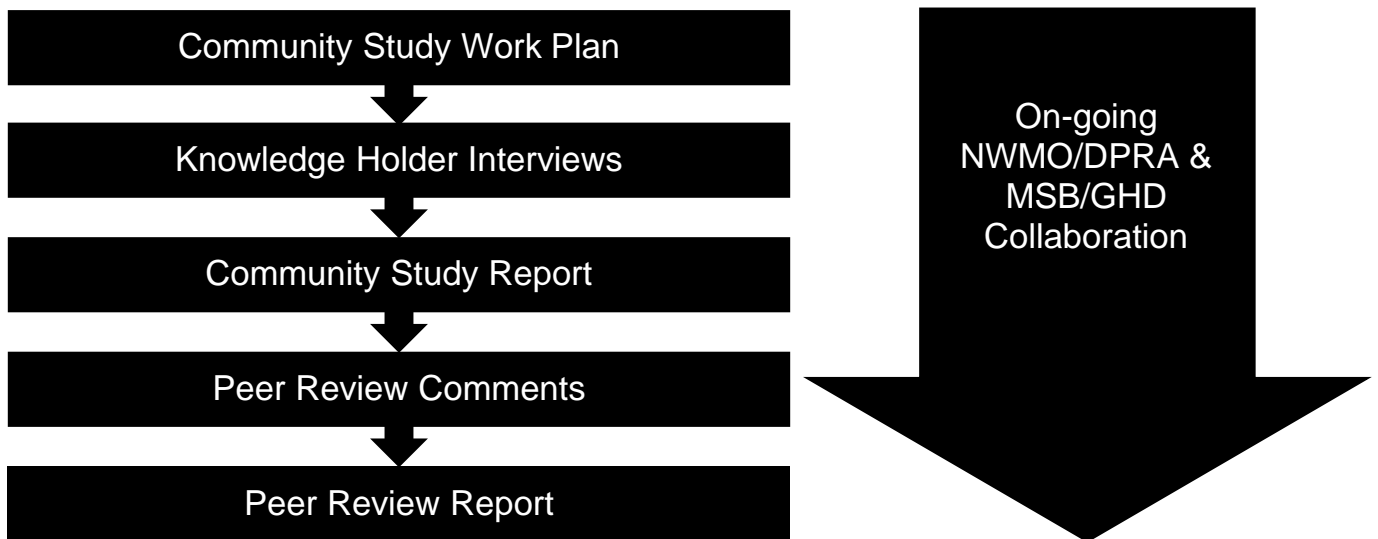 Community Study Work Plan
Knowledge Holder Interviews
Community Study Report
Peer Review Comments
Peer Review Report
On-going
NWMO/DPRA &
MSB/GHD
Collaboration